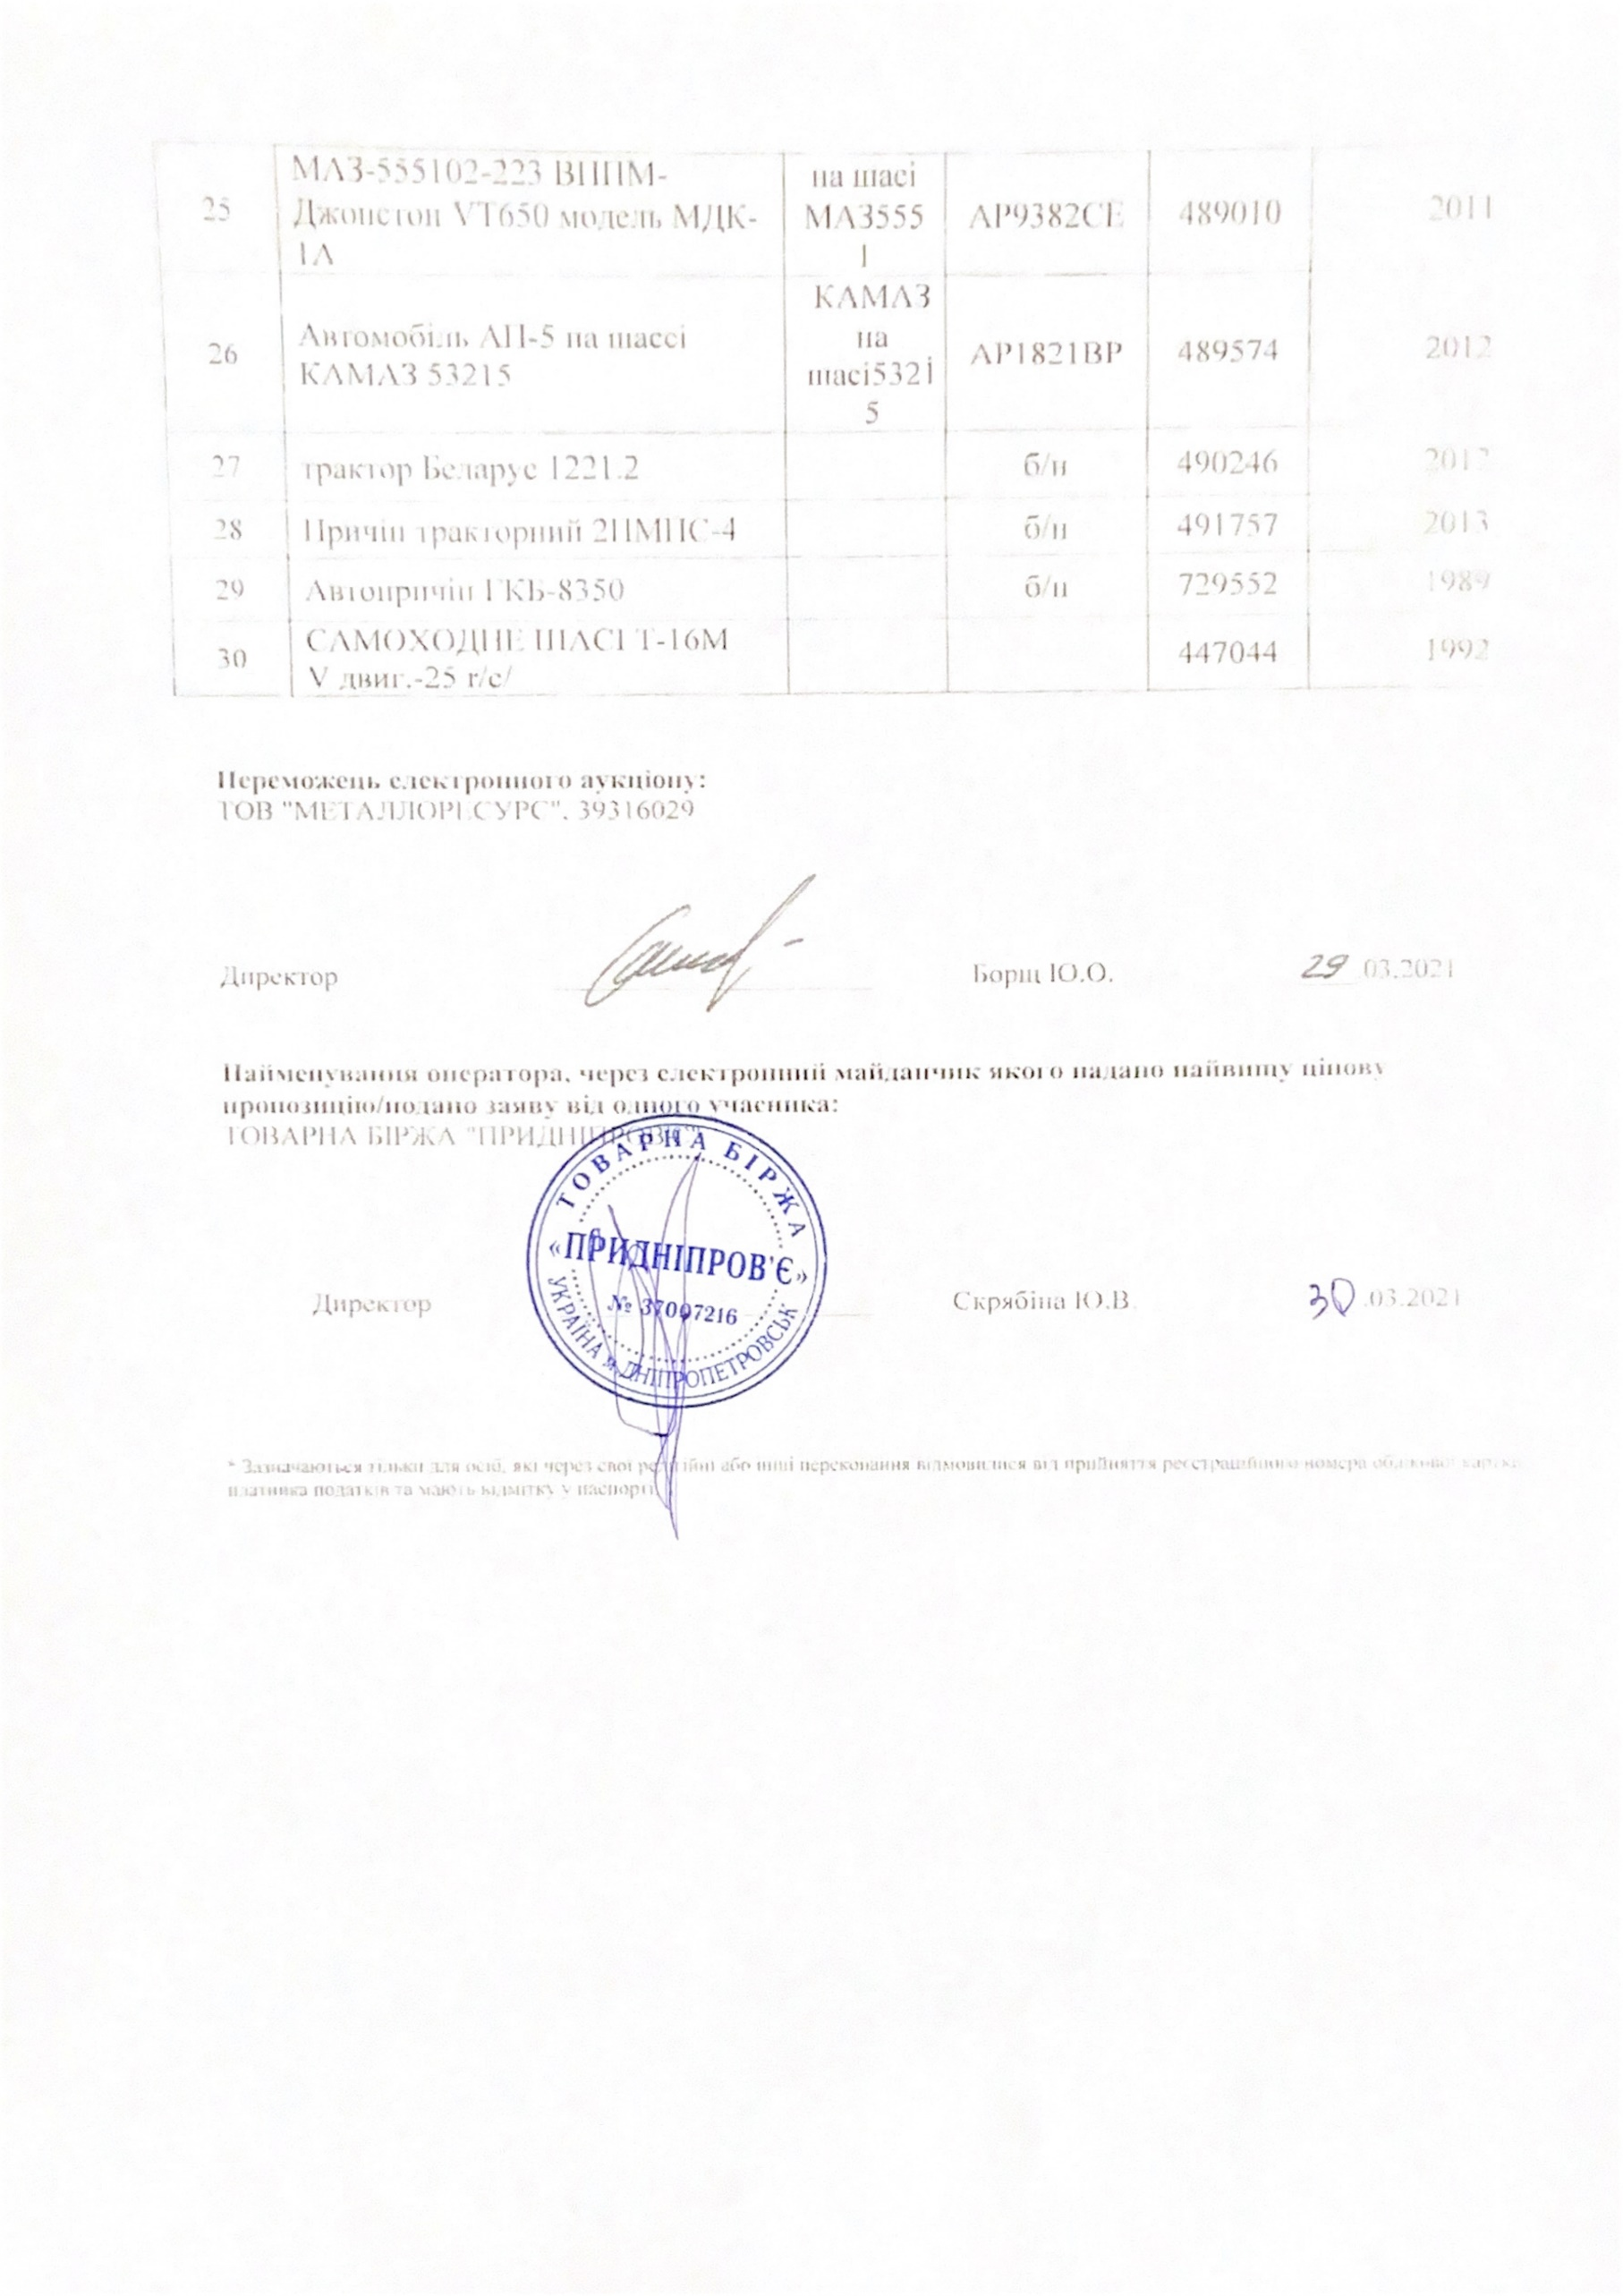 25 МАЗ-555102-223 ВППМ- на шасі АР9382СЕ 489010 2011
Джонстон VT650 модель МДК- МАЗ555
1А 1
26 Автомобіль АП-5 на шассі КАМАЗ АР1821ВР 489574 2012
КАМАЗ 53215 на
шасі5321
5
27 трактор Беларус 1221.2 б/н 490246 2012
28 Причіп тракторний 2ПМПС-4 б/н 491757 2013
29 Автопричіп ГКБ-8350 б/н 729552 1989
30 САМОХОДНЕ ШАСІ Т-16М 447044 1992
V двиг.-25 г/с/
Переможець електронного аукціону:
ТОВ "МЕТАЛЛОРЕСУРС", 39316029
Директор Борщ Ю.О. 29.03.2021
Найменування оператора, через електронний майданчик якого надано найвищу цінову
пропозицію/подано заяву від одного учасника:
ТОВАРНА БІРЖА "ПРИДНІПРОВ'Є"
ТОВАРНА БІРЖА
«ПРИДНІПРОВ'Є»
№ 37007216
УКРАЇНА м. ДНІПРОПЕТРОВСЬК
Директор Скрябіна Ю.В. 30.03.2021
* Зазначаються тільки для осіб, які через свої релігійні або інші переконання відмовилися від прийняття реєстраційного номера облікової картки
платника податків та мають відмітку у паспорті